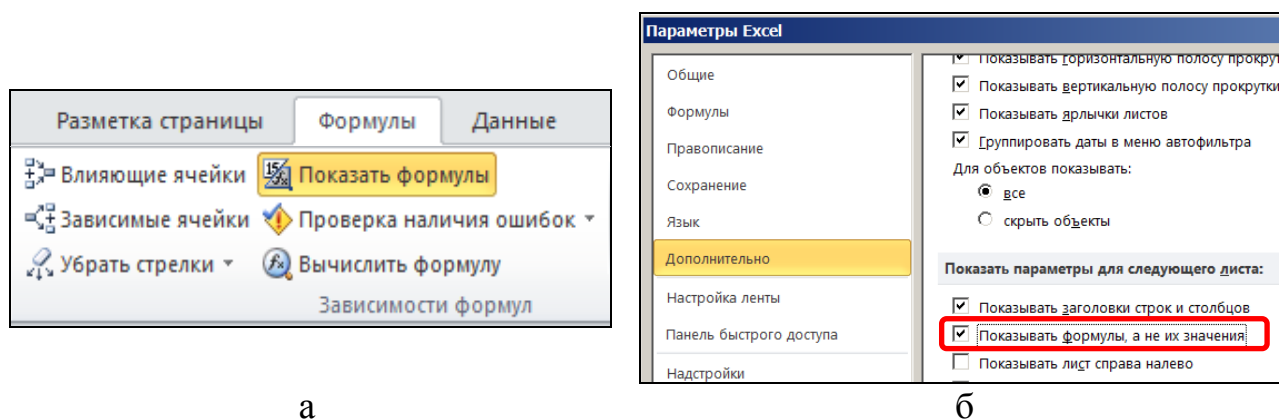 Разметка страницы Формулы Данные
Влияющие ячейки Показать формулы
Зависимые ячейки Проверка наличия ошибок
Убрать стрелки Вычислить формулу
Зависимости формул
а
Параметры Excel
Общие
Формулы
Правописание
Сохранение
Язык
Дополнительно
Настройка ленты
Панель быстрого доступа
Надстройки
Показывать горизонтальную полосу
Показывать вертикальную полосу прокрутки
Показывать ярлычки листов
Группировать даты в меню автофильтра
Для объектов показывать:
все
скрыть объекты
Показать параметры для следующего листа:
Показывать заголовки строк и столбцов
Показывать формулы, а не их значения
Показывать лист справа налево
б